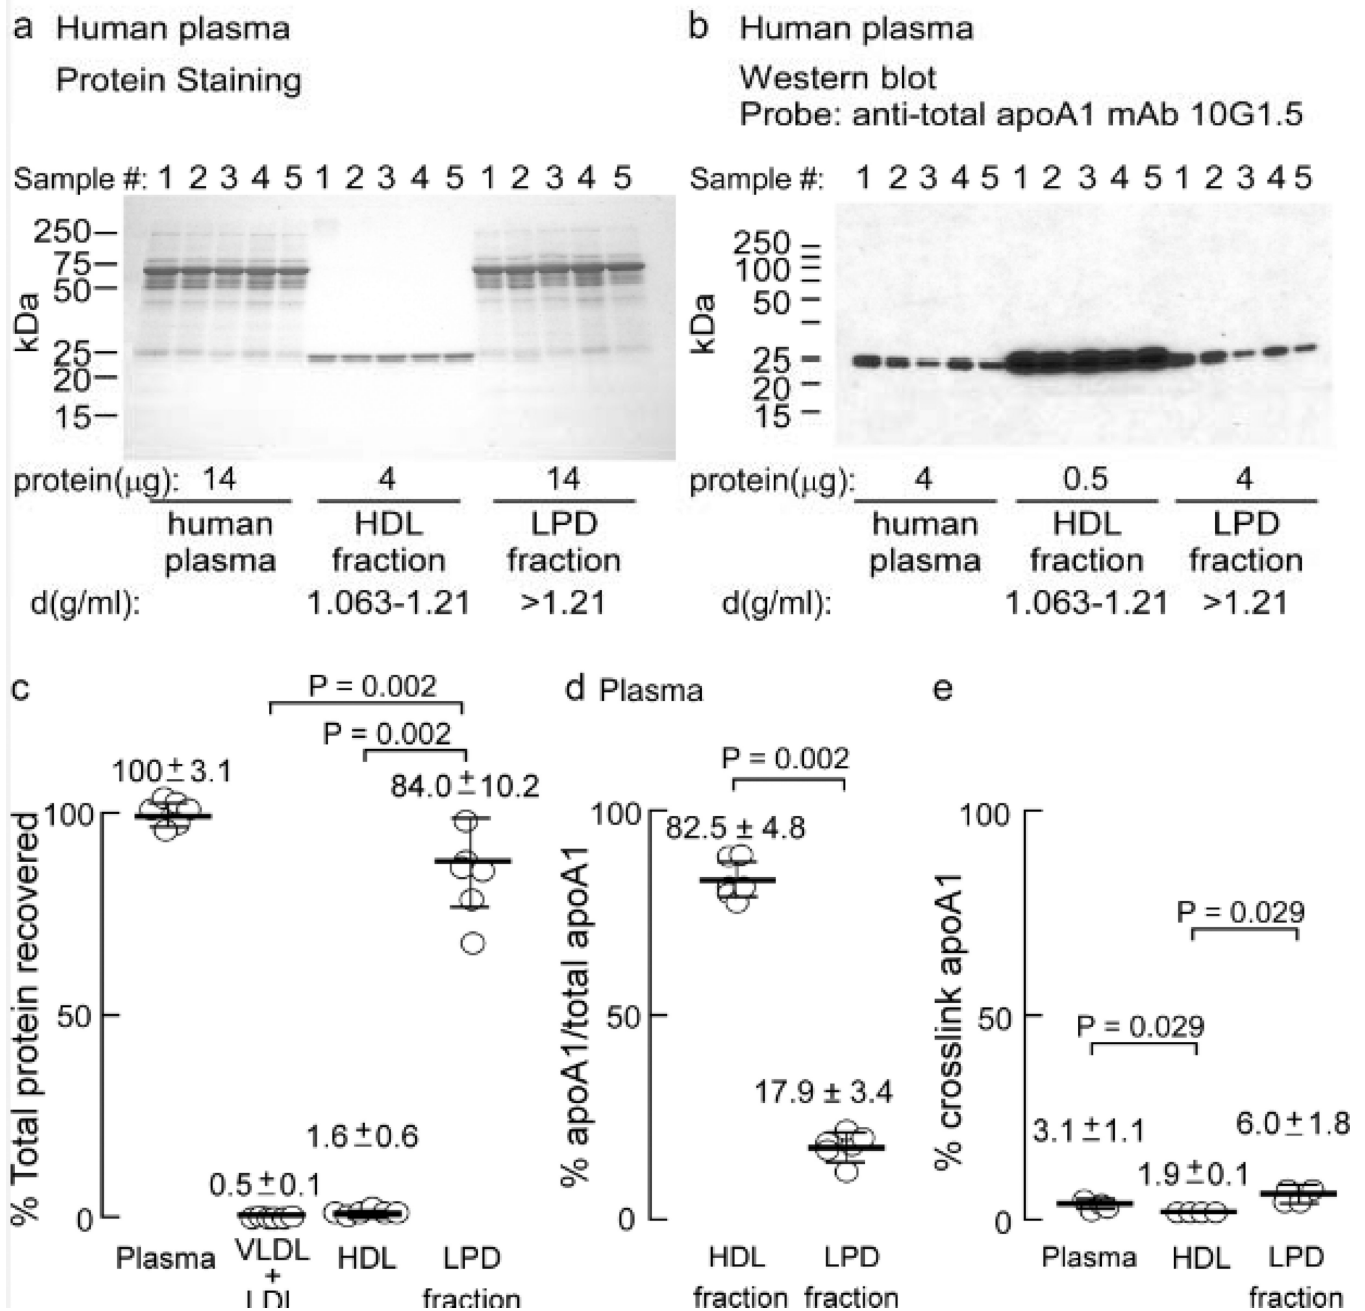 a Human plasma
Protein Staining
Sample #: 1 2 3 4 5 1 2 3 4 5 1 2 3 4 5
kDa
250
75
50
25
20
15
protein(μg): 14 4 14
human plasma
HDL fraction
LPD fraction
d(g/ml): 1.063-1.21 >1.21
b Human plasma
Western blot
Probe: anti-total apoA1 mAb 10G1.5
Sample #: 1 2 3 4 5 1 2 3 4 5 1 2 3 4 5
kDa
250
100
50
25
20
15
protein(μg): 4 0.5 4
human plasma
HDL fraction
LPD fraction
d(g/ml): 1.063-1.21 >1.21
c
P = 0.002
P = 0.002
100±3.1
84.0±10.2
1.6±0.6
0.5±0.1
% Total protein recovered
100
50
0
Plasma
VLDL
+
LDL
HDL
LPD
fraction
d Plasma
P = 0.002
82.5 ± 4.8
17.9 ± 3.4
% apoA1/total apoA1
100
50
0
HDL
fraction
LPD
fraction
e
P = 0.029
P = 0.029
3.1±1.1
1.9±0.1
6.0±1.8
% crosslink apoA1
100
50
0
Plasma
HDL
LPD
fraction